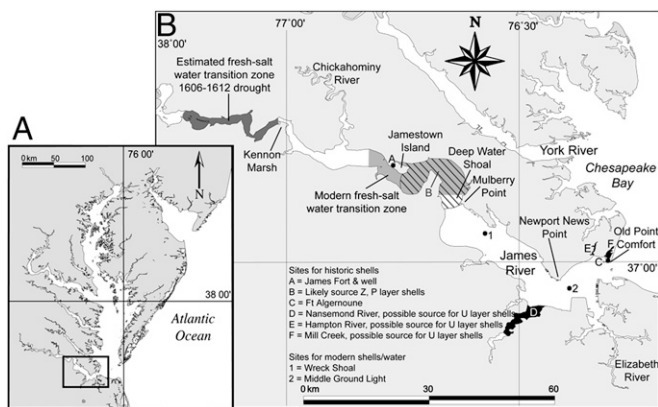 A
0 km 50 100
76 00'
N
38 00
Atlantic
Ocean
B
77°00'
76°30'
38°00'
N
Estimated fresh-salt
water transition zone
1606-1612 drought
Chickahominy
River
Kennon
Marsh
Jamestown
Island
A
Deep Water
Shoal
B
Mulberry
Point
York River
Chesapeake
Bay
Modern fresh-salt
water transition zone
Newport News
Point
Old Point
Comfort
E
F
C
1
James
River
37°00'
2
D
Elizabeth
River
Sites for historic shells
A = James Fort & well
B = Likely source Z, P layer shells
C = Ft Algernoune
D = Nansemond River, possible source for U layer shells
E = Hampton River, possible source for U layer shells
F = Mill Creek, possible source for U layer shells
Sites for modern shells/water
1 = Wreck Shoal
2 = Middle Ground Light
0 km
30
60